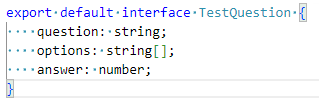 export default interface TestQuestion {
    question: string;
    options: string[];
    answer: number;
}